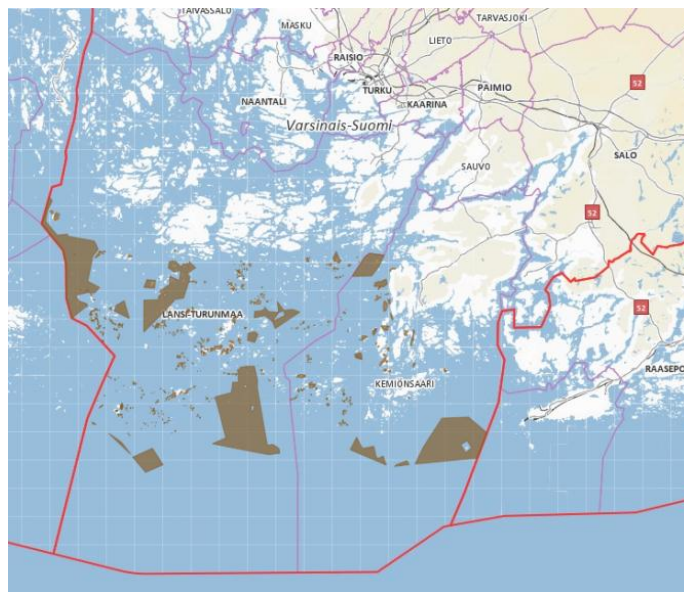 TAIVASSALO
MASKU
TARVASJOKI
LIETO
RAISIO
TURKU
PAIMIO
52
NAANTALI
KAARINA
Varsinais-Suomi
SALO
SAUVO
52
LÄNSI-TURUNMAA
52
RAASEPO
KEMIÖNSAARI